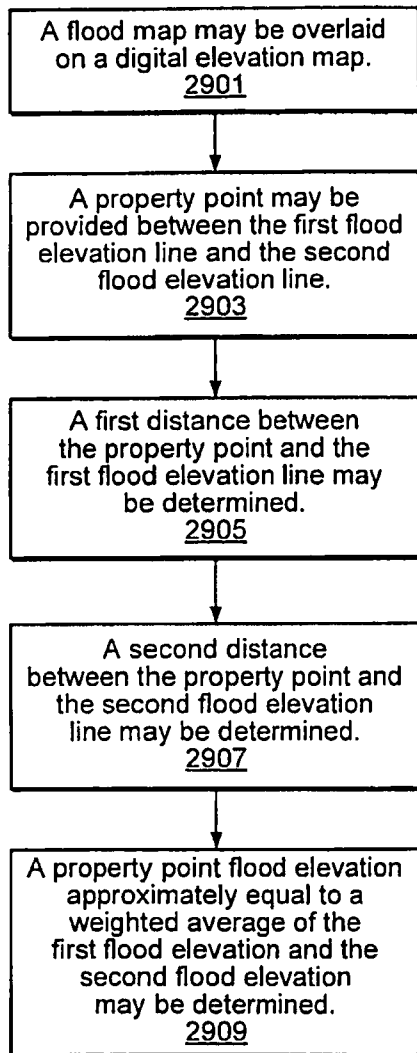 A flood map may be overlaid
on a digital elevation map.
2901
A property point may be
provided between the first flood
elevation line and the second
flood elevation line.
2903
A first distance between
the property point and the
first flood elevation line may
be determined.
2905
A second distance
between the property point and
the second flood elevation
line may be determined.
2907
A property point flood elevation
approximately equal to a
weighted average of the
first flood elevation and the
second flood elevation
may be determined.
2909